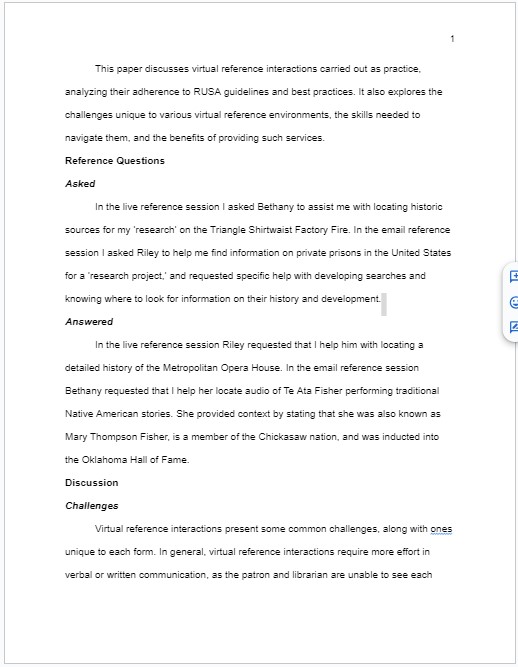 1
This paper discusses virtual reference interactions carried out as practice,
analyzing their adherence to RUSA guidelines and best practices. It also explores the
challenges unique to various virtual reference environments, the skills needed to
navigate them, and the benefits of providing such services.
Reference Questions
Asked
In the live reference session I asked Bethany to assist me with locating historic
sources for my 'research' on the Triangle Shirtwaist Factory Fire. In the email reference
session I asked Riley to help me find information on private prisons in the United States
for a 'research project,' and requested specific help with developing searches and
knowing where to look for information on their history and development.
Answered
In the live reference session Riley requested that I help him with locating a
detailed history of the Metropolitan Opera House. In the email reference session
Bethany requested that I help her locate audio of Te Ata Fisher performing traditional
Native American stories. She provided context by stating that she was also known as
Mary Thompson Fisher, is a member of the Chickasaw nation, and was inducted into
the Oklahoma Hall of Fame.
Discussion
Challenges
Virtual reference interactions present some common challenges, along with ones
unique to each form. In general, virtual reference interactions require more effort in
verbal or written communication, as the patron and librarian are unable to see each